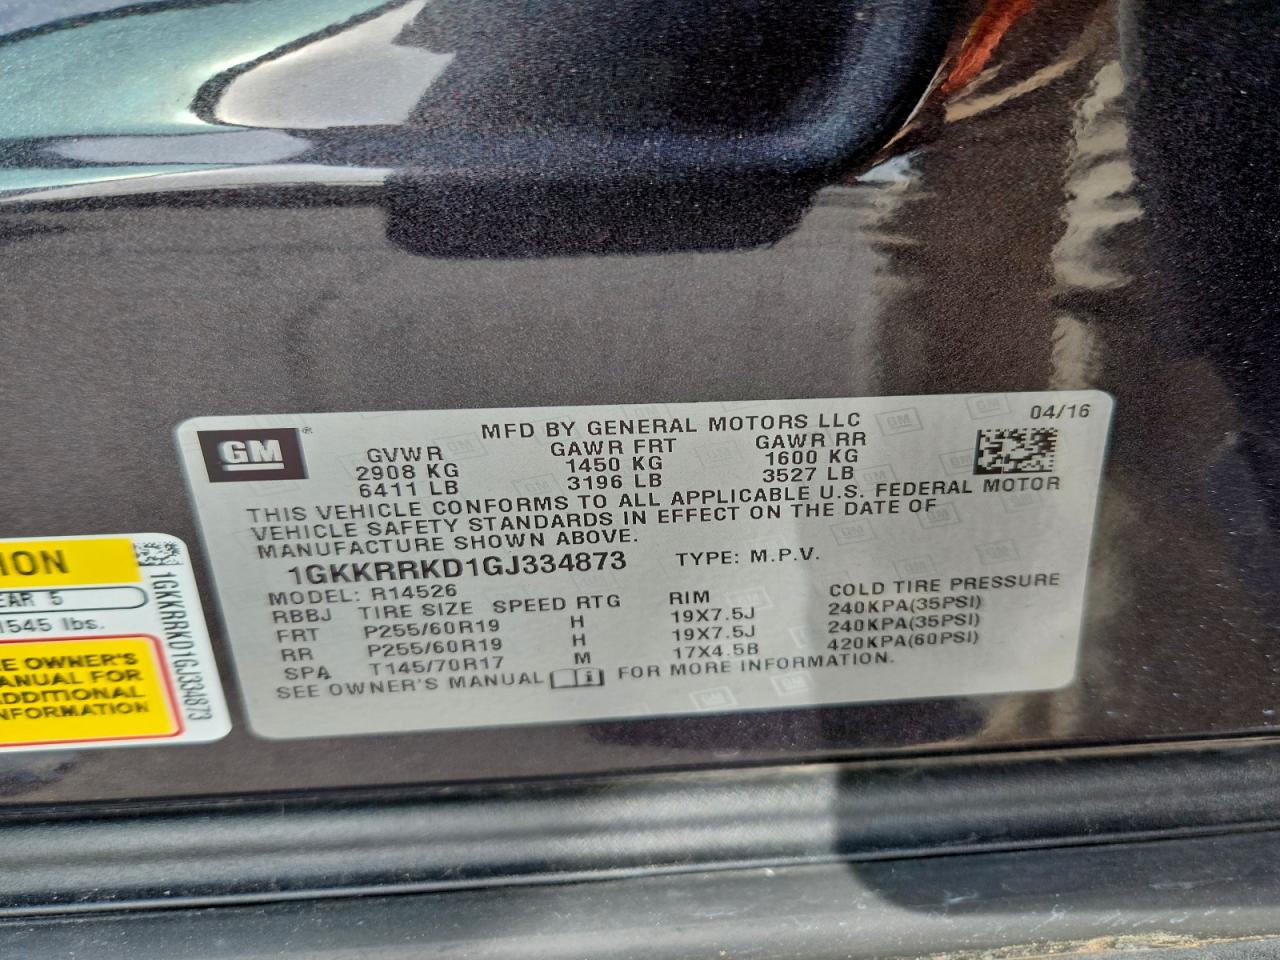 GM
®
MFD BY GENERAL MOTORS LLC
04/16
GVWR GAWR FRT GAWR RR
2908 KG 1450 KG 1600 KG
6411 LB 3196 LB 3527 LB
THIS VEHICLE CONFORMS TO ALL APPLICABLE U.S. FEDERAL MOTOR
VEHICLE SAFETY STANDARDS IN EFFECT ON THE DATE OF
MANUFACTURE SHOWN ABOVE.
1GKKRRKD1GJ334873 TYPE: M.P.V.
MODEL: R14526
RBBJ TIRE SIZE SPEED RTG RIM COLD TIRE PRESSURE
FRT P255/60R19 H 19X7.5J 240KPA(35PSI)
RR P255/60R19 H 19X7.5J 240KPA(35PSI)
SPA T145/70R17 M 17X4.5B 420KPA(60PSI)
SEE OWNER'S MANUAL FOR MORE INFORMATION.
ION
EAR 5
1545 lbs.
E OWNER'S
ANUAL FOR
ADDITIONAL
NFORMATION
1GKKRRKD1GJ334873